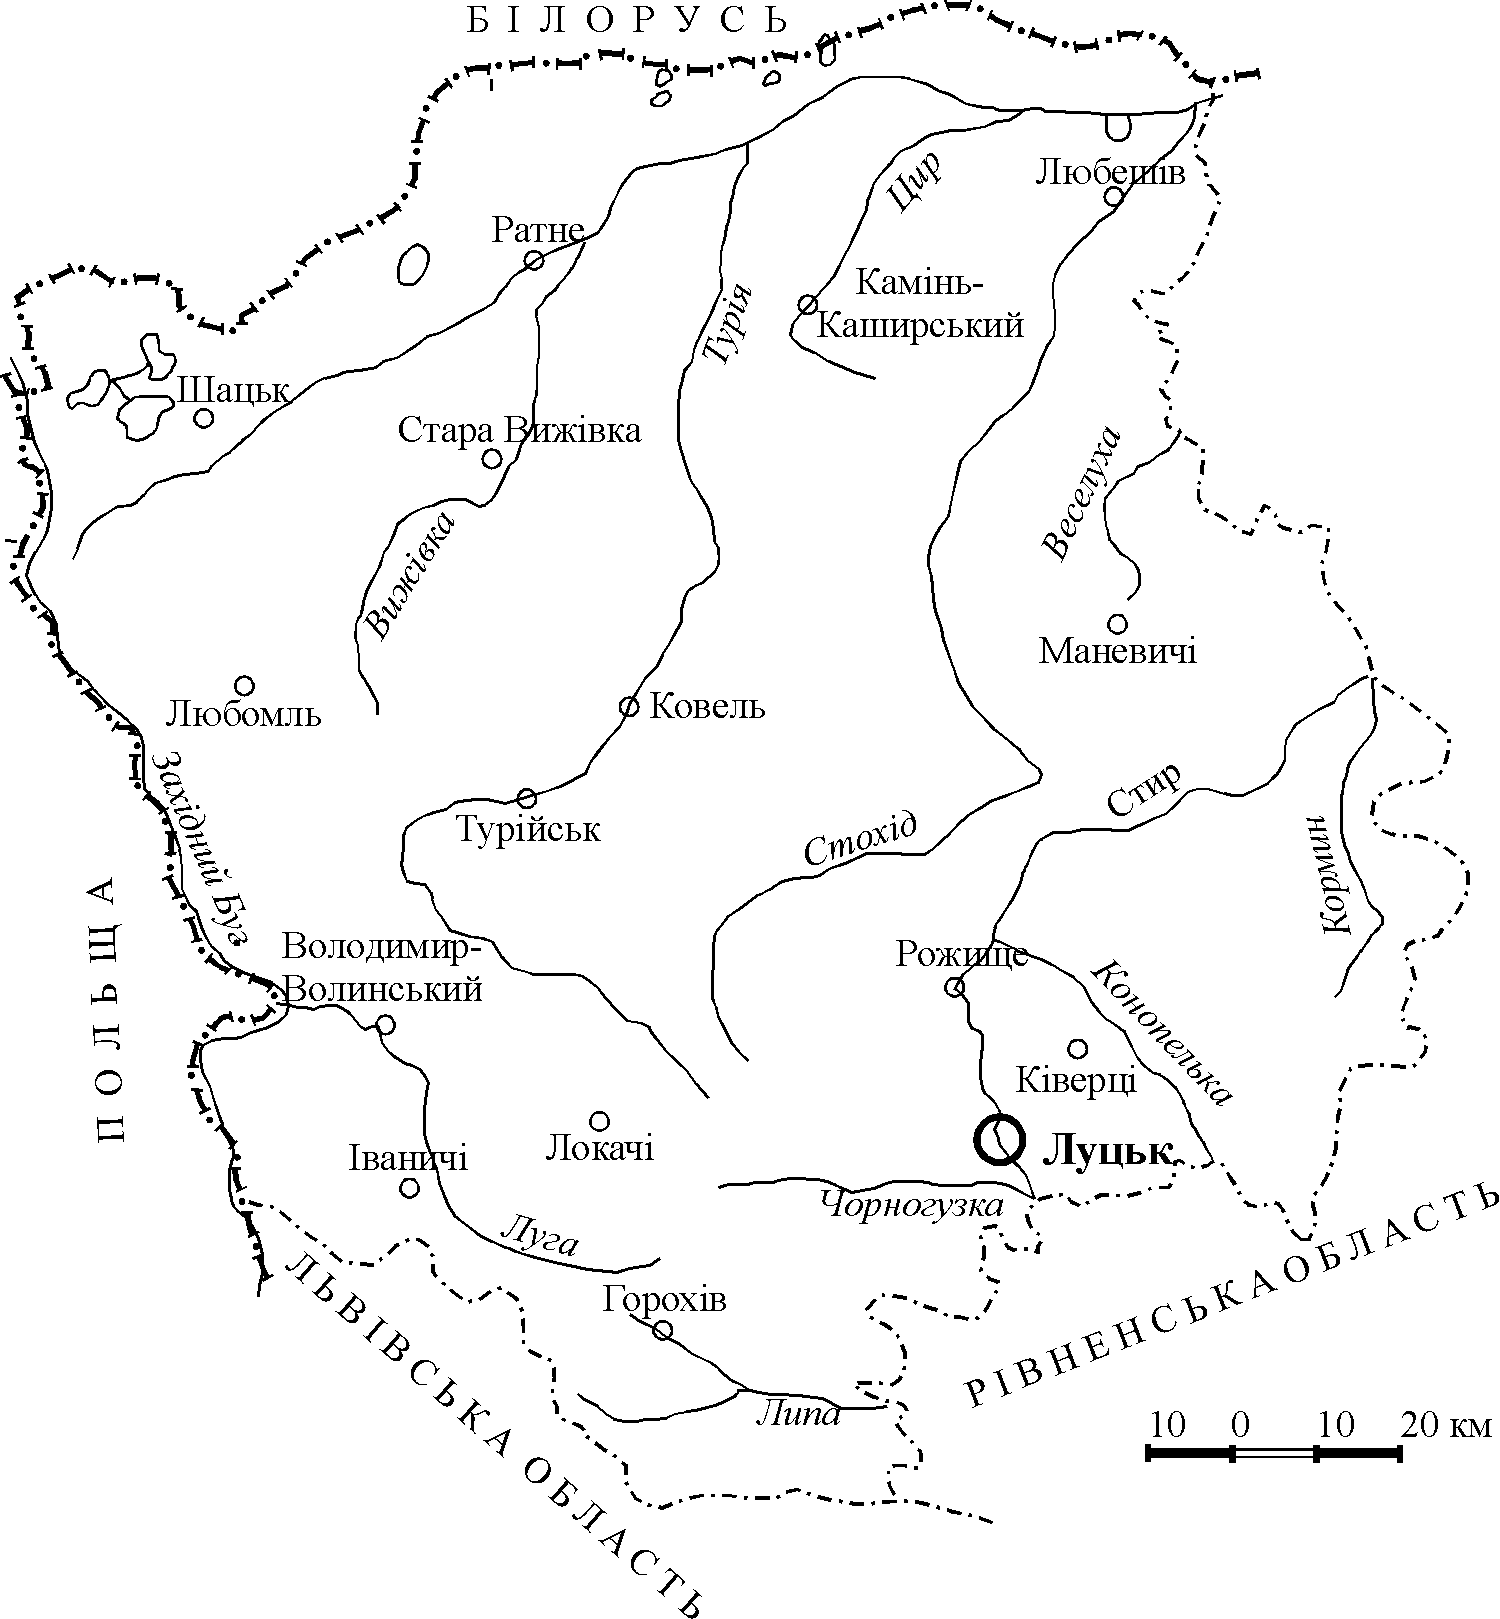 БІЛОРУСЬ
Любешів
Цир
Ратне
Камінь-
Каширський
Турія
Шацьк
Стара Вижівка
Веселуха
Вижівка
Маневичі
Любомль
Ковель
Західний Буг
Стир
Турійськ
Стохід
Кормин
ПОЛЬЩА
Володимир-
Волинський
Рожище
Конопелька
Ківерці
Луцьк
Локачі
Іваничі
Чорногузка
Луга
РІВНЕНСЬКА ОБЛАСТЬ
ЛЬВІВСЬКА ОБЛАСТЬ
Горохів
Липа
10 0 10 20 км